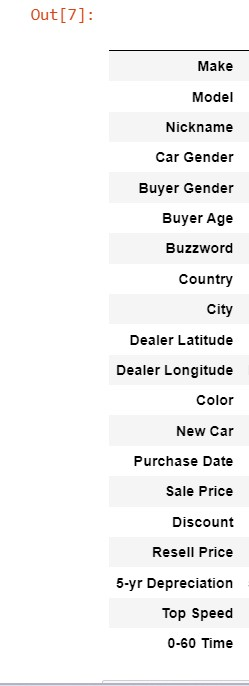 Out[7]:
Make
Model
Nickname
Car Gender
Buyer Gender
Buyer Age
Buzzword
Country
City
Dealer Latitude
Dealer Longitude
Color
New Car
Purchase Date
Sale Price
Discount
Resell Price
5-yr Depreciation
Top Speed
0-60 Time